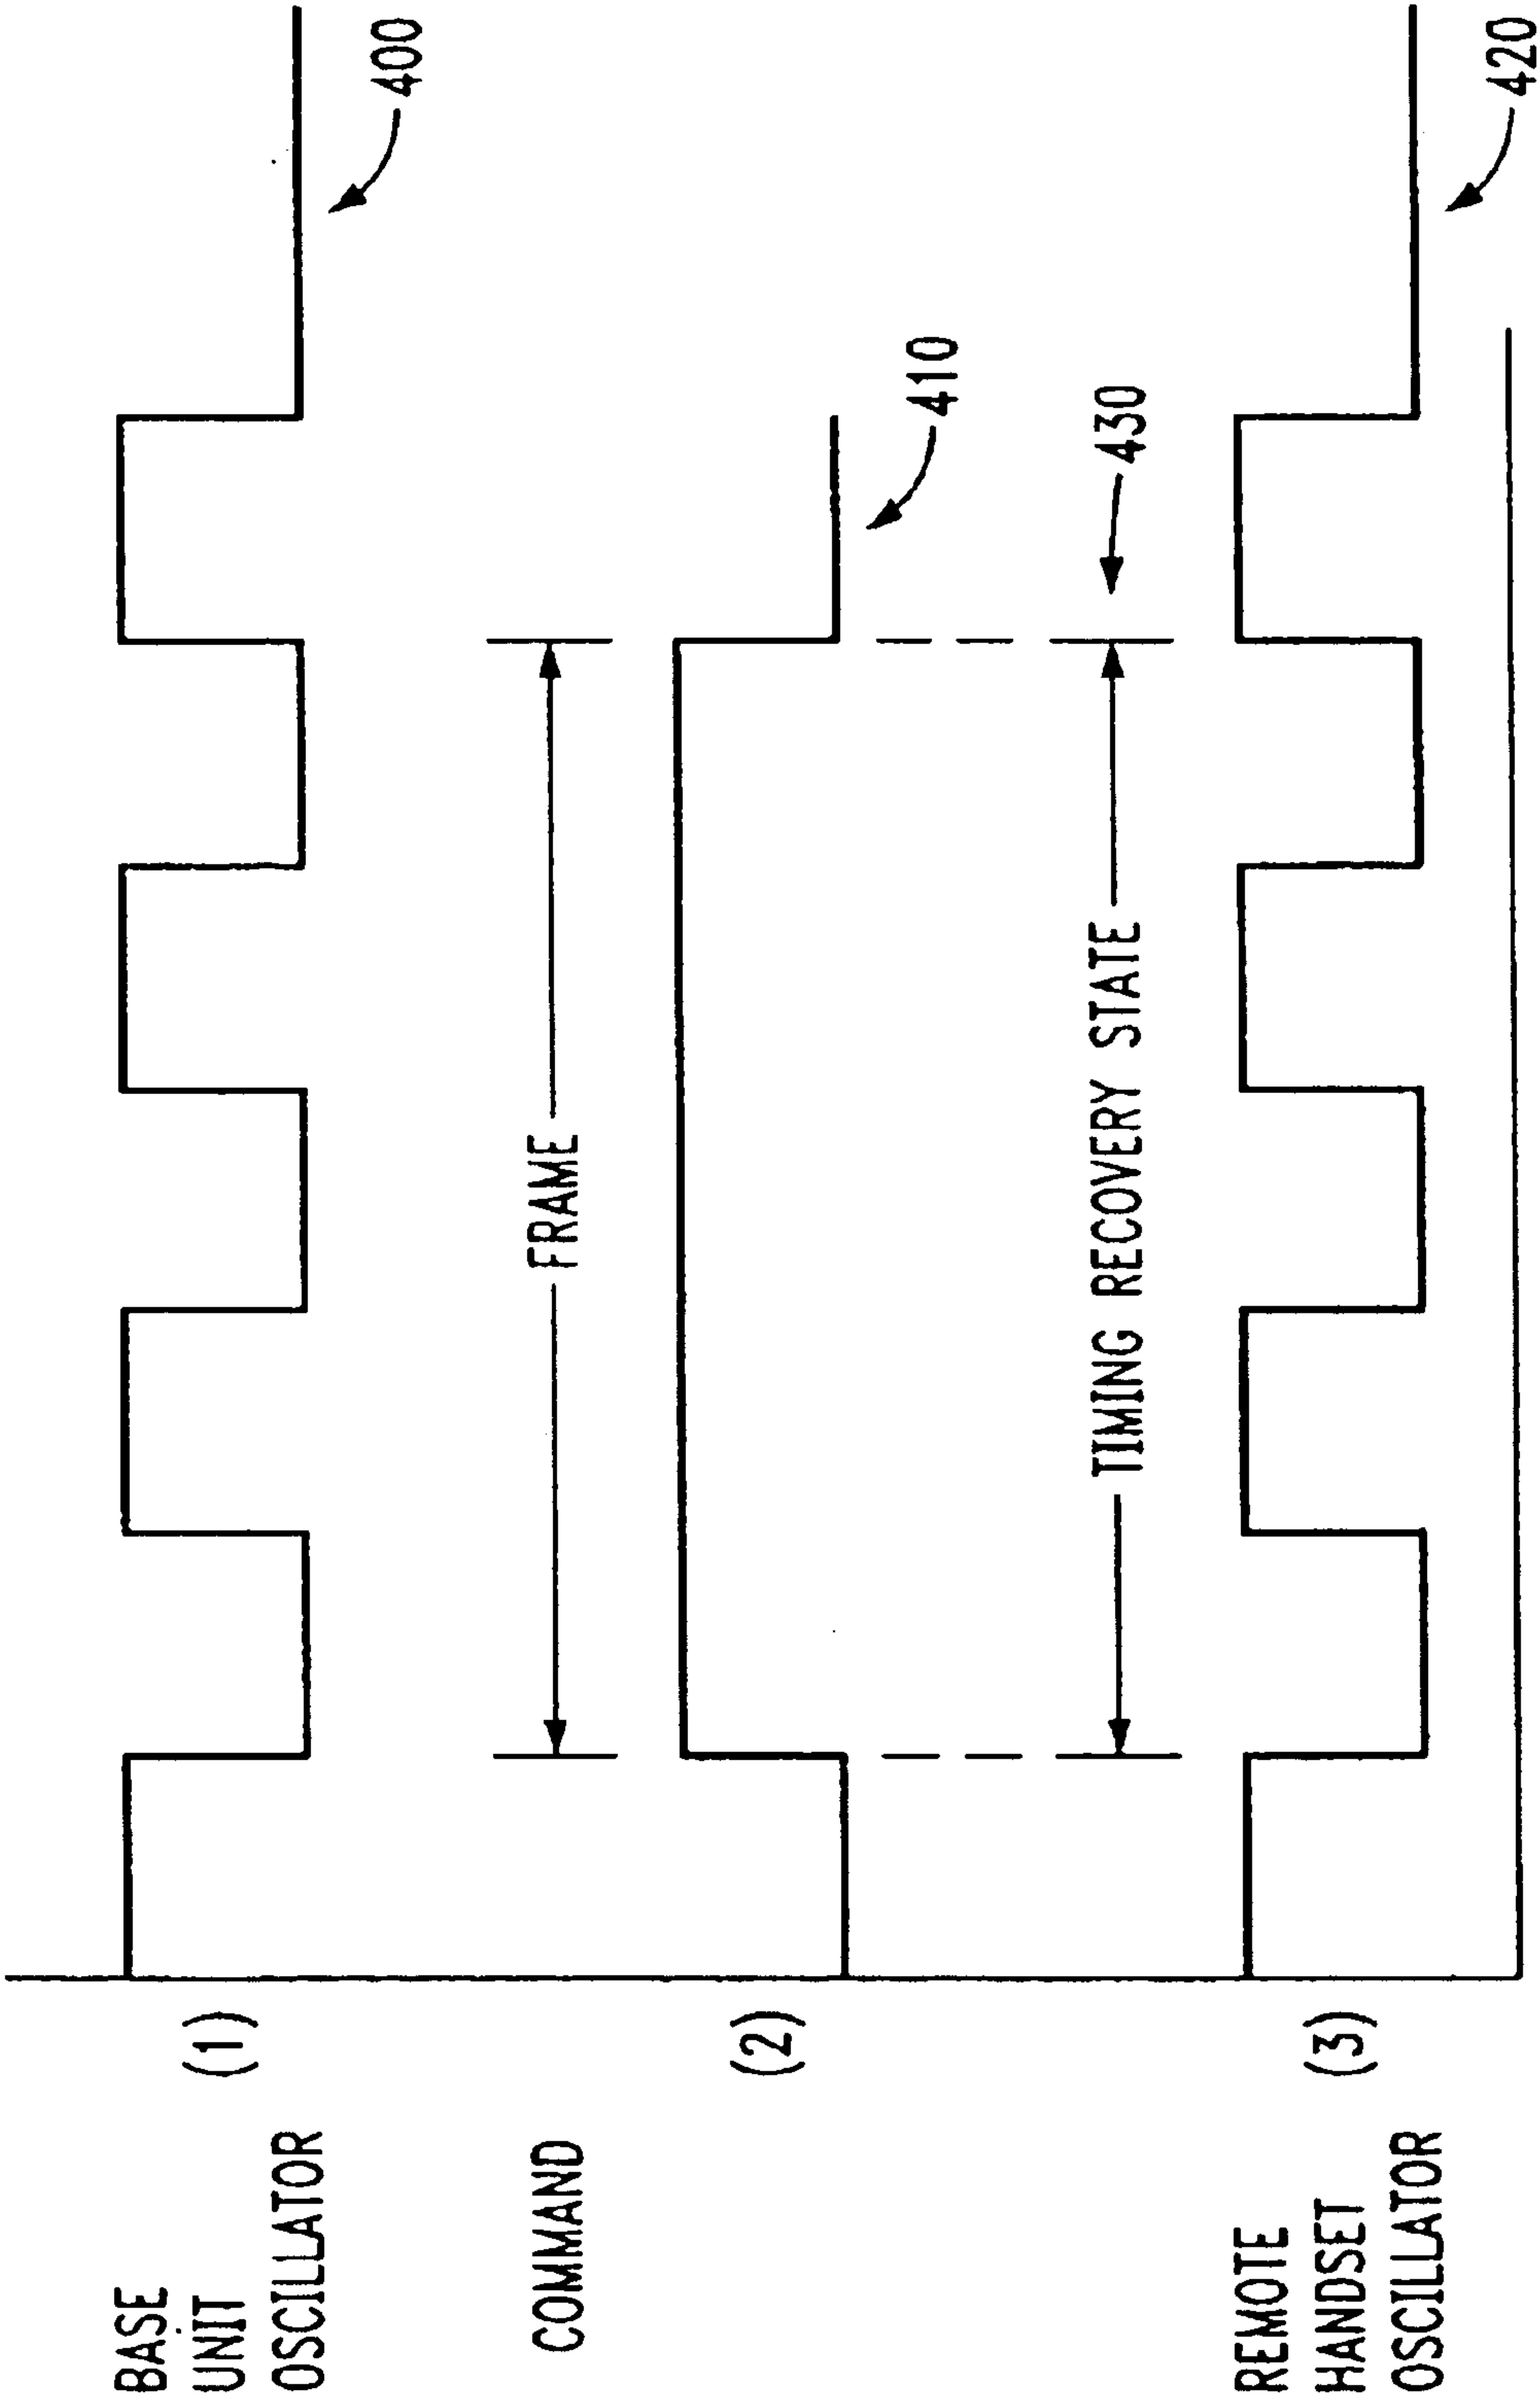 BASE
UNIT
OSCILLATOR
(1)
400
COMMAND
(2)
FRAME
410
TIMING RECOVERY STATE
430
REMOTE
HANDSET
OSCILLATOR
(3)
420